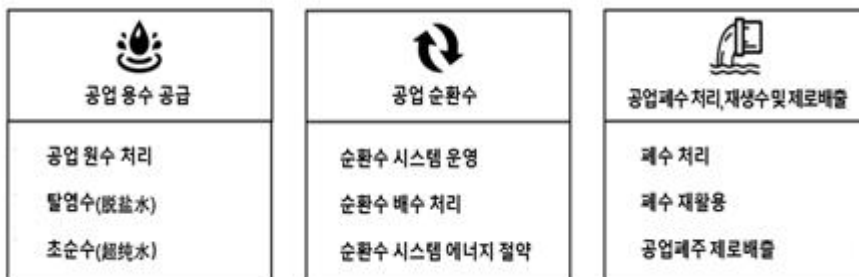 공업 용수 공급
공업 원수 처리
탈염수(脱盐水)
초순수(超纯水)
공업 순환수
순환수 시스템 운영
순환수 배수 처리
순환수 시스템 에너지 절약
공업폐수 처리,재생수및 제로배출
폐수 처리
폐수 재활용
공업폐주 제로배출